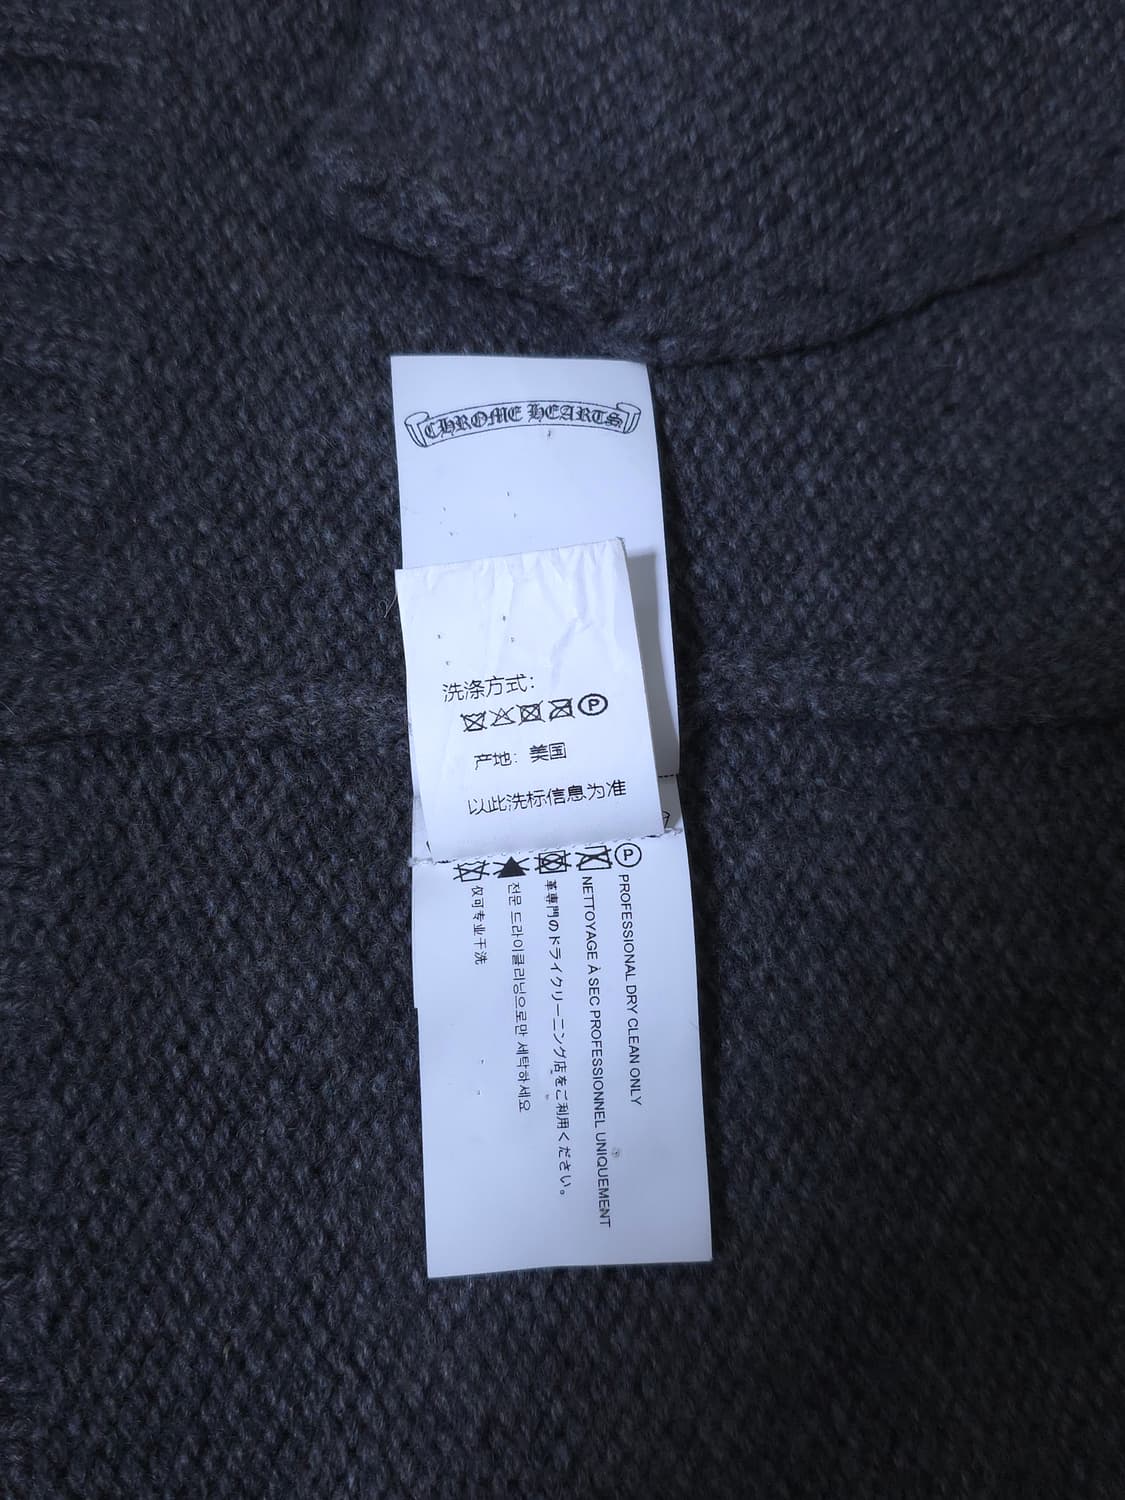 CHROME HEARTS
洗涤方式:
P
产地: 美国
以此洗标信息为准
P
PROFESSIONAL DRY CLEAN ONLY
NETTOYAGE À SEC PROFESSIONNEL UNIQUEMENT
革専門のドライクリーニング店をご利用ください。
전문 드라이클리닝으로만 세탁하세요
仅可专业干洗